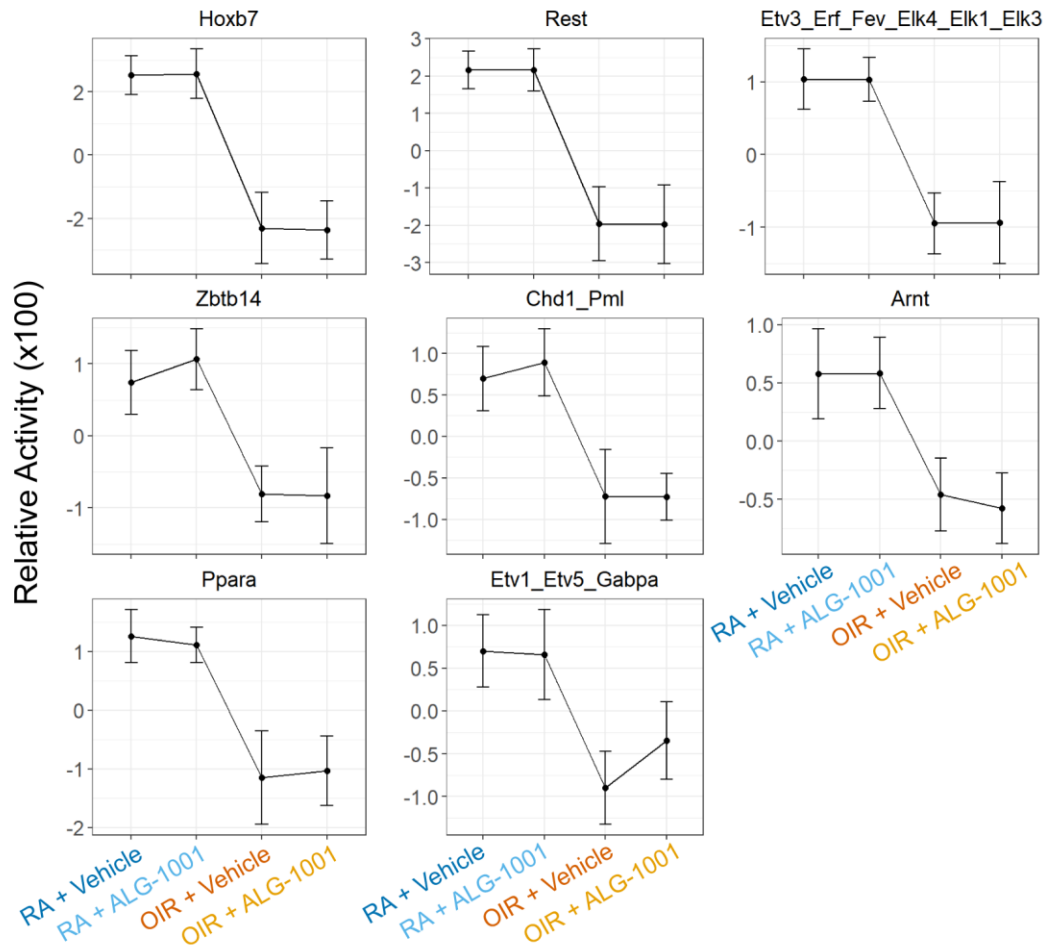 Relative Activity (x100)
Hoxb7
2
0
-2
Rest
3
2
1
0
-1
-2
-3
Etv3_Erf_Fev_Elk4_Elk1_Elk3
1
0
-1
Zbtb14
1
0
-1
Chd1_Pml
1.0
0.5
0.0
-0.5
-1.0
Arnt
1.0
0.5
0.0
-0.5
RA + Vehicle
RA + ALG-1001
OIR + Vehicle
OIR + ALG-1001
Ppara
1
0
-1
-2
RA + Vehicle
RA + ALG-1001
OIR + Vehicle
OIR + ALG-1001
Etv1_Etv5_Gabpa
1.0
0.5
0.0
-0.5
-1.0
RA + Vehicle
RA + ALG-1001
OIR + Vehicle
OIR + ALG-1001